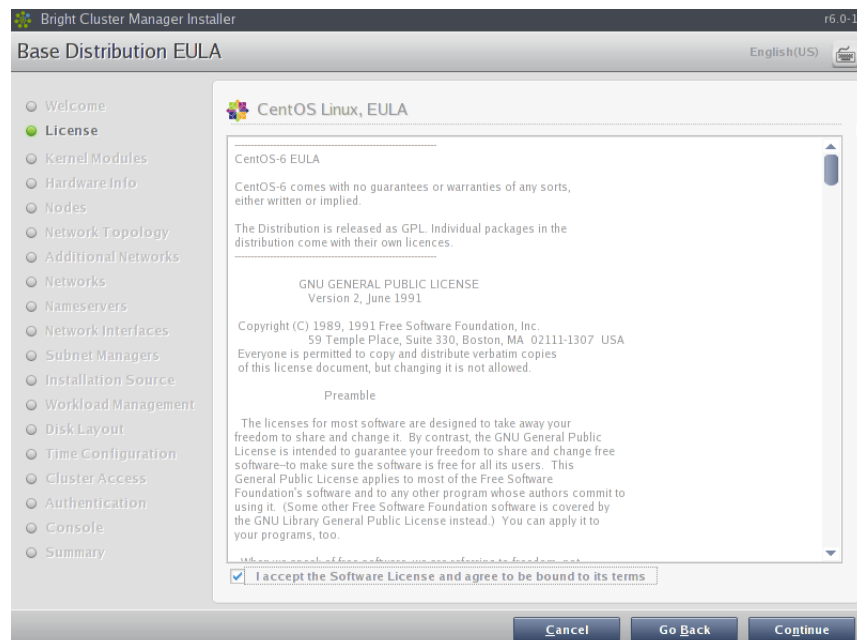 Bright Cluster Manager Installer
r6.0-1
Base Distribution EULA
English(US)
Welcome
License
Kernel Modules
Hardware Info
Nodes
Network Topology
Additional Networks
Networks
Nameservers
Network Interfaces
Subnet Managers
Installation Source
Workload Management
Disk Layout
Time Configuration
Cluster Access
Authentication
Console
Summary
CentOS Linux, EULA
CentOS-6 EULA
CentOS-6 comes with no guarantees or warranties of any sorts,
either written or implied.
The Distribution is released as GPL. Individual packages in the
distribution come with their own licences.
GNU GENERAL PUBLIC LICENSE
Version 2, June 1991
Copyright (C) 1989, 1991 Free Software Foundation, Inc.
59 Temple Place, Suite 330, Boston, MA  02111-1307  USA
Everyone is permitted to copy and distribute verbatim copies
of this license document, but changing it is not allowed.
Preamble
The licenses for most software are designed to take away your
freedom to share and change it.  By contrast, the GNU General Public
License is intended to guarantee your freedom to share and change free
software--to make sure the software is free for all its users.  This
General Public License applies to most of the Free Software
Foundation's software and to any other program whose authors commit to
using it.  (Some other Free Software Foundation software is covered by
the GNU Library General Public License instead.)  You can apply it to
your programs, too.
When we speak of free software, we are referring to freedom, not
I accept the Software License and agree to be bound to its terms
Cancel
Go Back
Continue